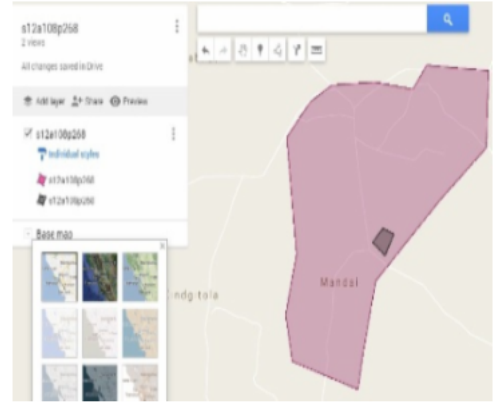 s12a108p268
2 views
All changes saved in Drive
Add layer Share Preview
s12a108p268
Individual styles
s12a108p268
s12a108p268
Base map
ndgitola
Mandal